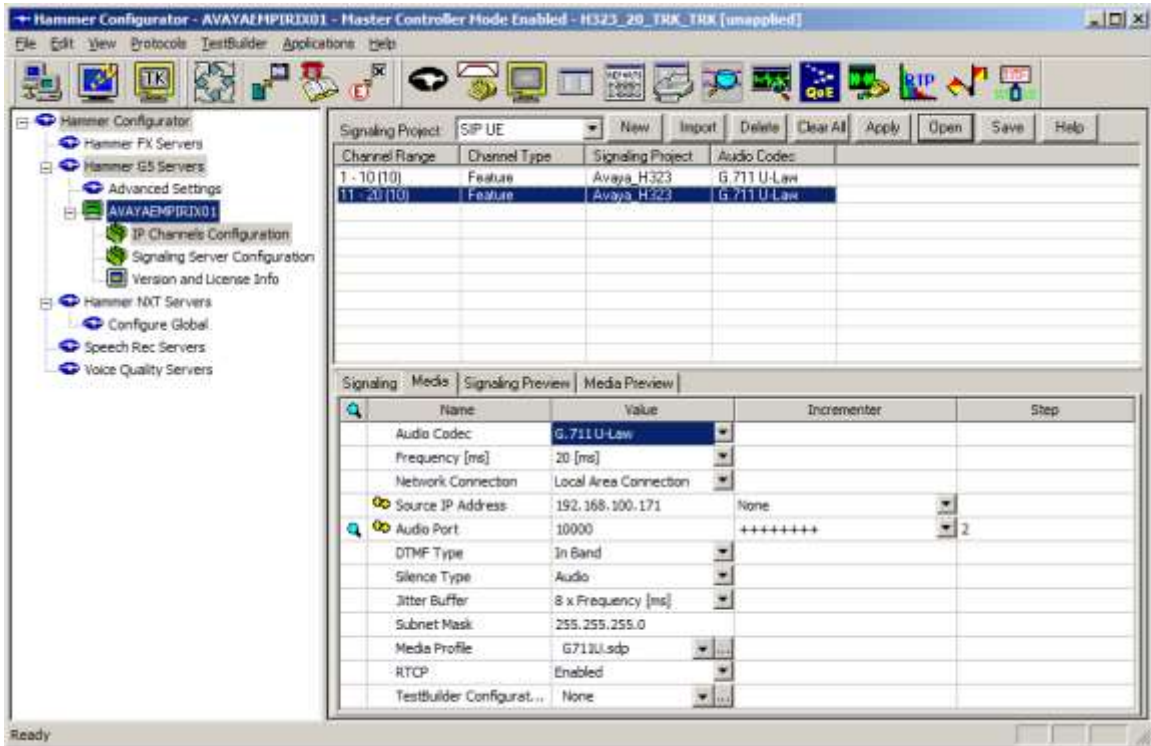 Hammer Configurator - AVAYAEMPIRIX01 - Master Controller Mode Enabled - H323_20_TRK_TRK [unapplied]
File Edit View Protocols TestBuilder Applications Help
TK
QoE
RTP
Hammer Configurator
Hammer FX Servers
Hammer G5 Servers
Advanced Settings
AVAYAEMPIRIX01
IP Channels Configuration
Signaling Server Configuration
Version and License Info
Hammer NXT Servers
Configure Global
Speech Rec Servers
Voice Quality Servers
Signaling Project: SIP UE New Import Delete Clear All Apply Open Save Help
Channel Range Channel Type Signaling Project Audio Codec
1 - 10 (10) Feature Avaya_H323 G.711 U-Law
11 - 20 (10) Feature Avaya_H323 G.711 U-Law
Signaling Media Signaling Preview Media Preview
Name Value Incrementer Step
Audio Codec G.711 U-Law
Frequency [ms] 20 [ms]
Network Connection Local Area Connection
Source IP Address 192.168.100.171 None
Audio Port 10000 ++++++++ 2
DTMF Type In Band
Silence Type Audio
Jitter Buffer 8 x Frequency [ms]
Subnet Mask 255.255.255.0
Media Profile G711U.sdp ...
RTCP Enabled
TestBuilder Configurat... None ...
Ready